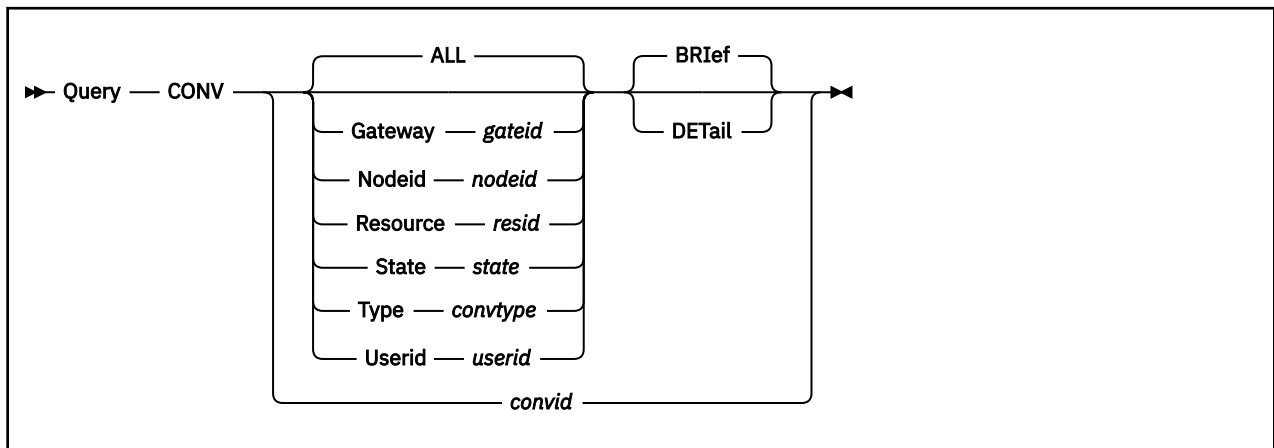 ALL BRIef
Query CONV
Gateway gateid DETail
Nodeid nodeid
Resource resid
State state
Type convtype
Userid userid
convid